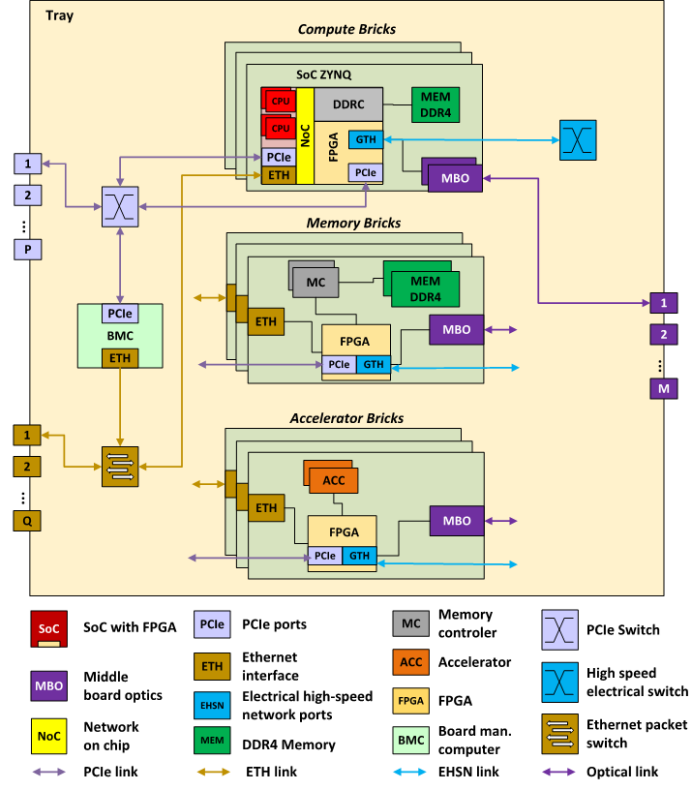 Tray
Compute Bricks
SoC ZYNQ
CPU
CPU
NoC
DDRC
MEM
DDR4
FPGA
GTH
PCIe
ETH
PCIe
MBO
1
2
...
P
PCIe
BMC
ETH
Memory Bricks
MC
MEM
DDR4
ETH
FPGA
PCIe
GTH
MBO
1
2
...
M
1
2
...
Q
Accelerator Bricks
ACC
ETH
FPGA
PCIe
GTH
MBO
SoC
SoC with FPGA
PCIe
PCIe ports
MC
Memory
controler
PCIe Switch
MBO
Middle
board optics
ETH
Ethernet
interface
ACC
Accelerator
High speed
electrical switch
EHSN
Electrical high-speed
network ports
FPGA
FPGA
NoC
Network
on chip
MEM
DDR4 Memory
BMC
Board man.
computer
Ethernet packet
switch
PCIe link
ETH link
EHSN link
Optical link